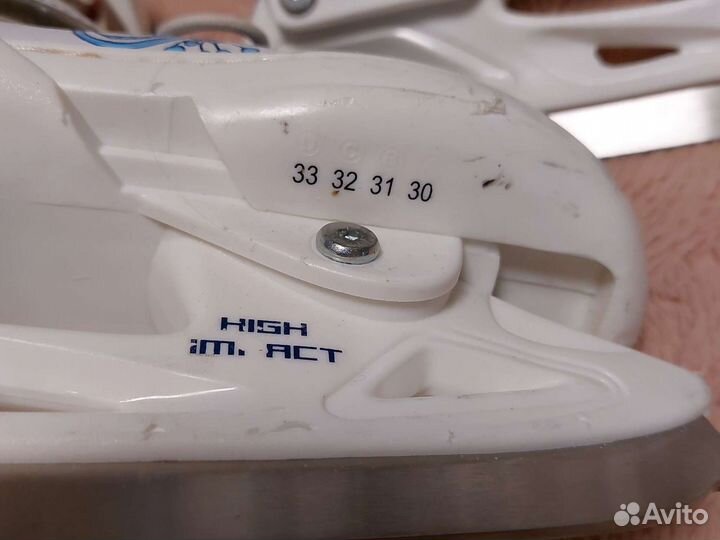 33 32 31 30
HIGH
IM. ACT
Avito